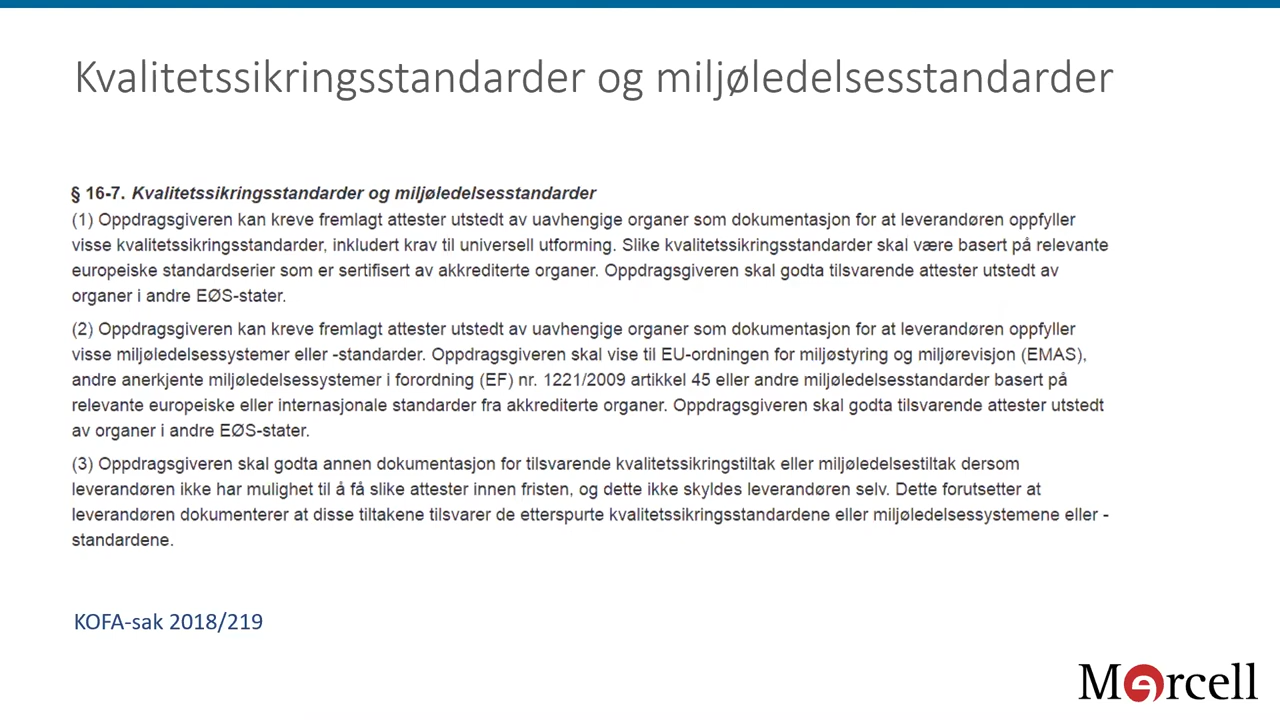 Kvalitetssikringsstandarder og miljøledelsesstandarder
§ 16-7. Kvalitetssikringsstandarder og miljøledelsesstandarder
(1) Oppdragsgiveren kan kreve fremlagt attester utstedt av uavhengige organer som dokumentasjon for at leverandøren oppfyller
visse kvalitetssikringsstandarder, inkludert krav til universell utforming. Slike kvalitetssikringsstandarder skal være basert på relevante
europeiske standardserier som er sertifisert av akkrediterte organer. Oppdragsgiveren skal godta tilsvarende attester utstedt av
organer i andre EØS-stater.
(2) Oppdragsgiveren kan kreve fremlagt attester utstedt av uavhengige organer som dokumentasjon for at leverandøren oppfyller
visse miljøledelsessystemer eller -standarder. Oppdragsgiveren skal vise til EU-ordningen for miljøstyring og miljørevisjon (EMAS),
andre anerkjente miljøledelsessystemer i forordning (EF) nr. 1221/2009 artikkel 45 eller andre miljøledelsesstandarder basert på
relevante europeiske eller internasjonale standarder fra akkrediterte organer. Oppdragsgiveren skal godta tilsvarende attester utstedt
av organer i andre EØS-stater.
(3) Oppdragsgiveren skal godta annen dokumentasjon for tilsvarende kvalitetssikringstiltak eller miljøledelsestiltak dersom
leverandøren ikke har mulighet til å få slike attester innen fristen, og dette ikke skyldes leverandøren selv. Dette forutsetter at
leverandøren dokumenterer at disse tiltakene tilsvarer de etterspurte kvalitetssikringsstandardene eller miljøledelsessystemene eller -
standardene.
KOFA-sak 2018/219
Mercell